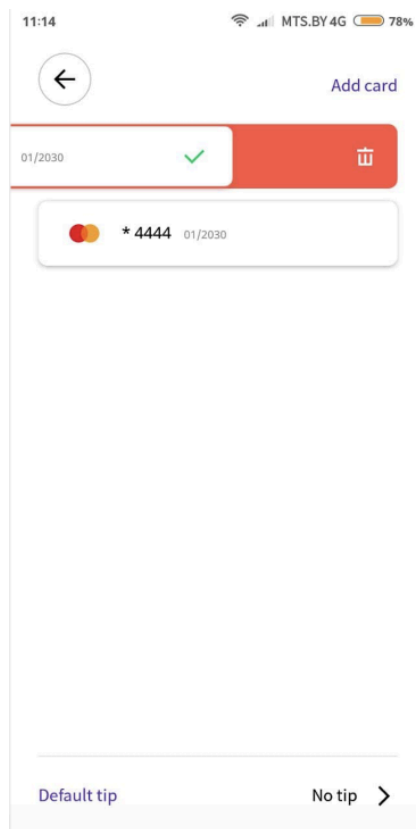 11:14 MTS.BY 4G 78%
Add card
01/2030
* 4444 01/2030
Default tip No tip